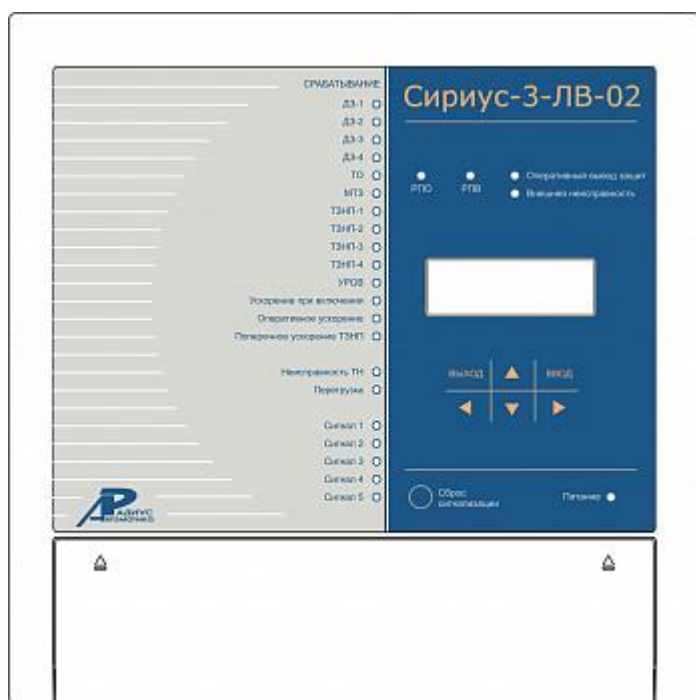 СРАБАТЫВАНИЕ
ДЗ-1
ДЗ-2
ДЗ-3
ДЗ-4
ТО
МТЗ
ТЗНП-1
ТЗНП-2
ТЗНП-3
ТЗНП-4
УРОВ
Ускорение при включении
Оперативное ускорение
Поперечное ускорение ТЗНП
Неисправность ТН
Перегрузка
Сигнал 1
Сигнал 2
Сигнал 3
Сигнал 4
Сигнал 5
РАДИУС
АВТОМАТИКА
Сириус-3-ЛВ-02
РПО
РПВ
Оперативный вывод защит
Внешняя неисправность
ВЫХОД
ВВОД
Сброс
сигнализации
Питание